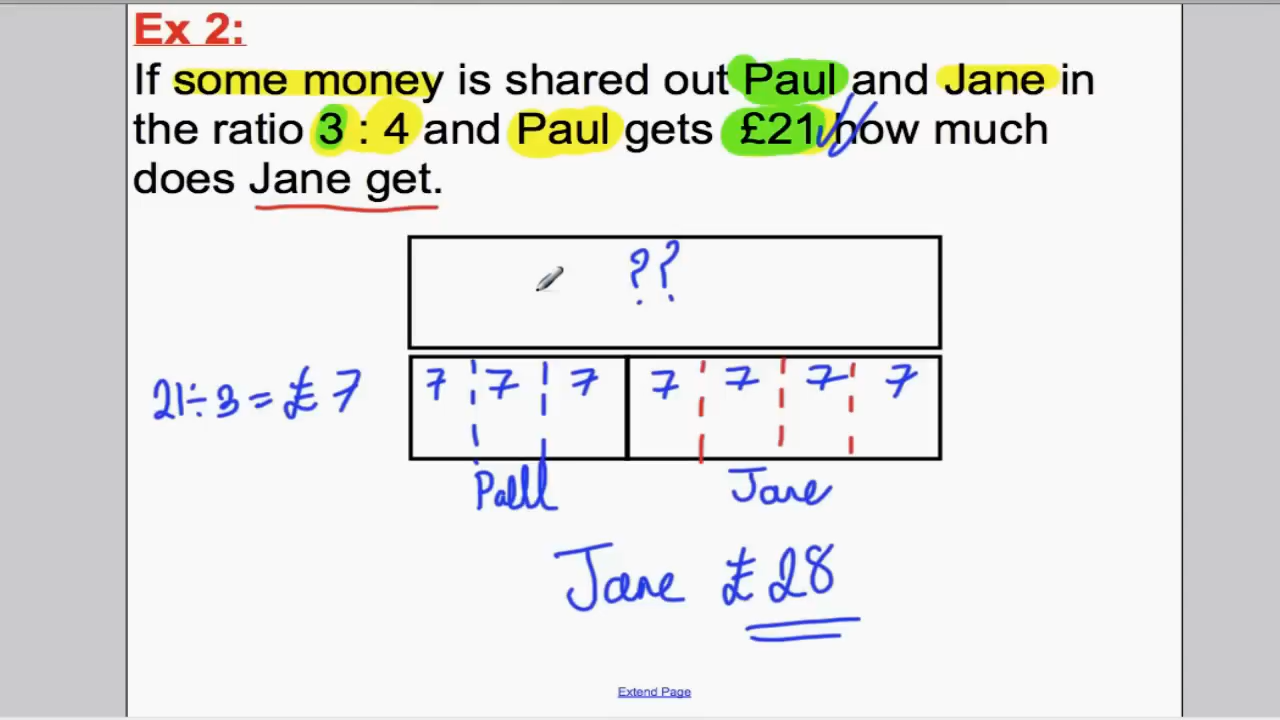 Ex 2:
If some money is shared out Paul and Jane in
the ratio 3 : 4 and Paul gets £21 how much
does Jane get.
??
21÷3 = £7
7 7 7 7 7 7 7
Paul Jane
Jane £28
Extend Page